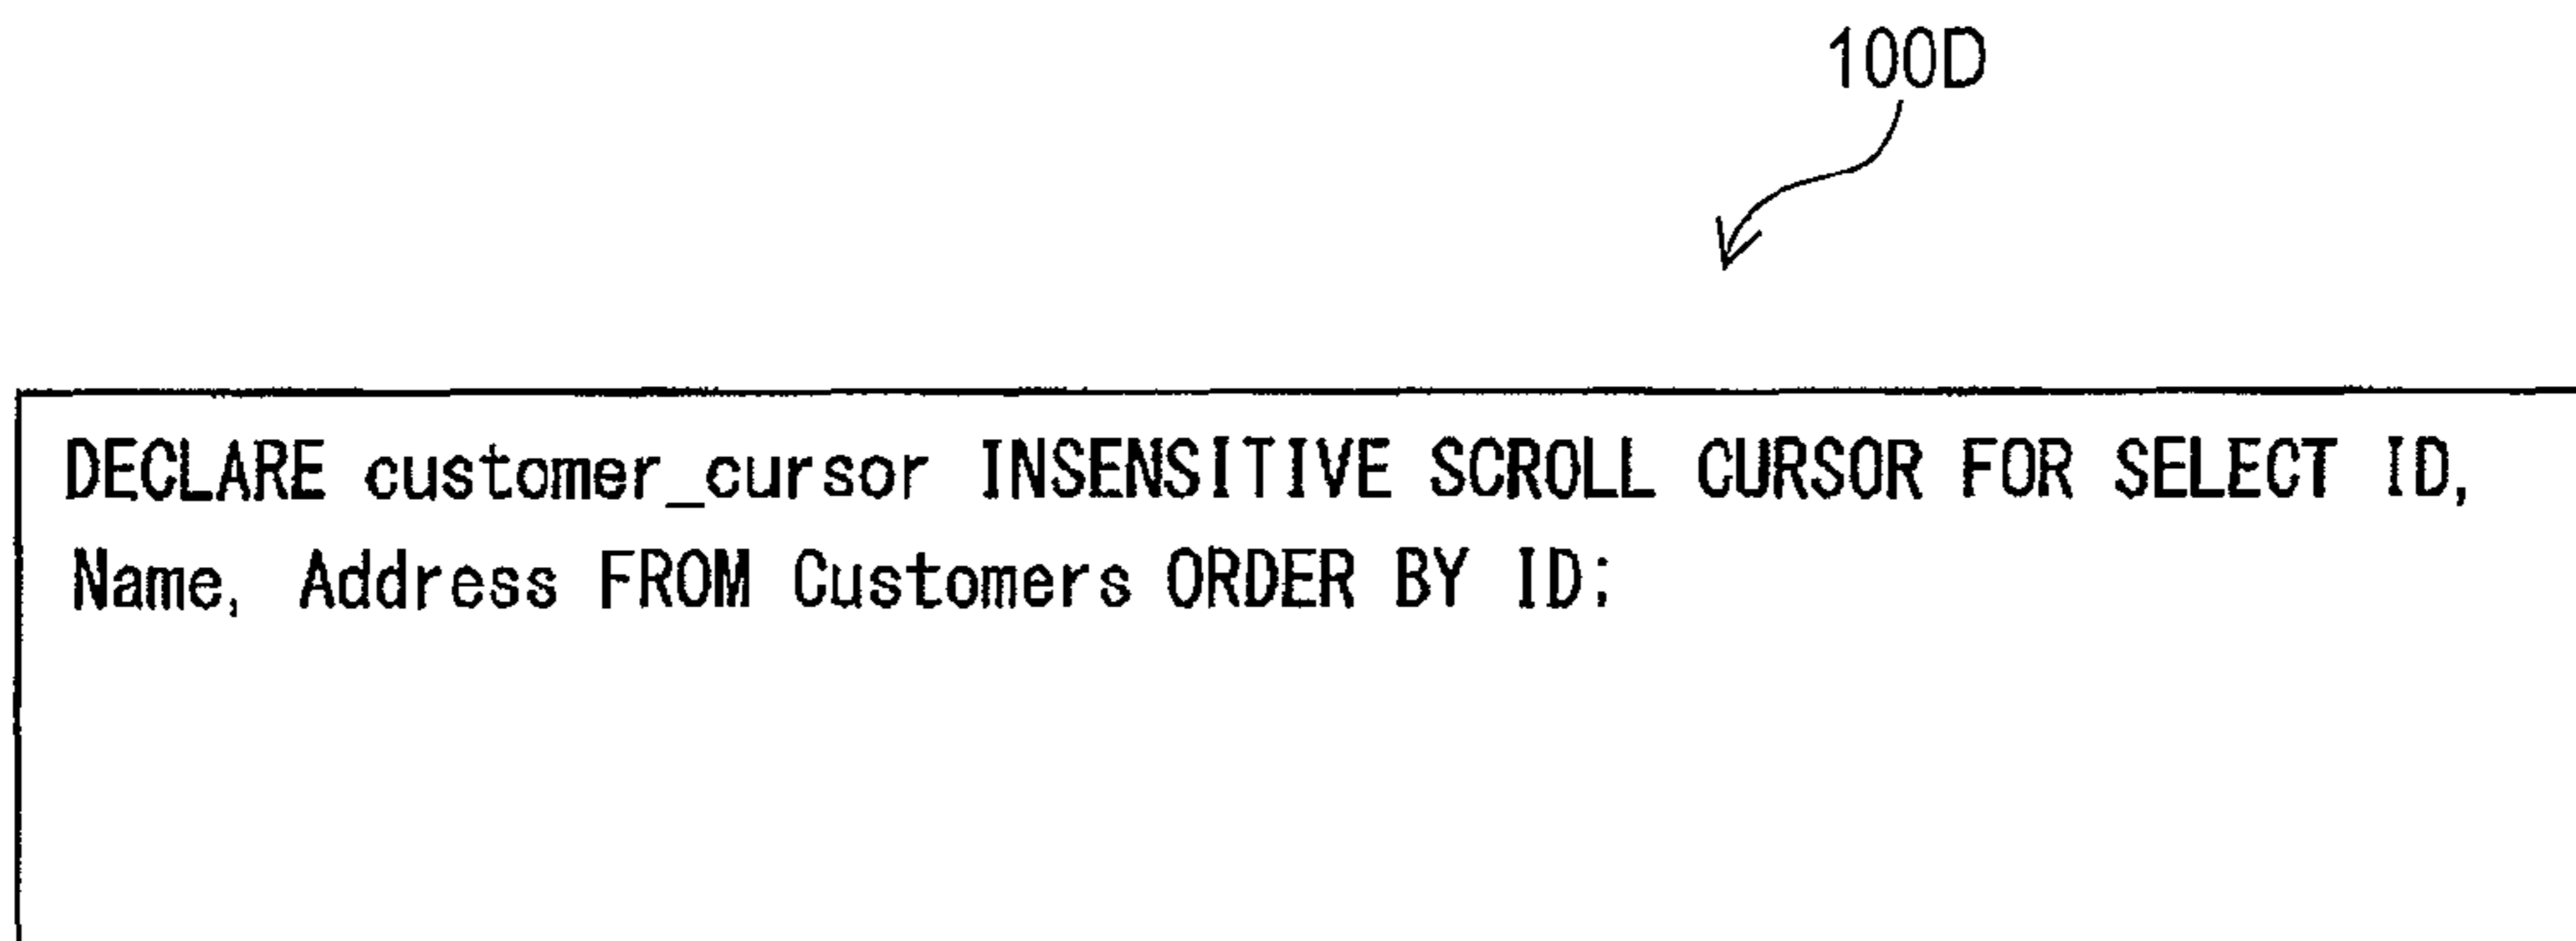 100D
DECLARE customer_cursor INSENSITIVE SCROLL CURSOR FOR SELECT ID,
Name, Address FROM Customers ORDER BY ID;